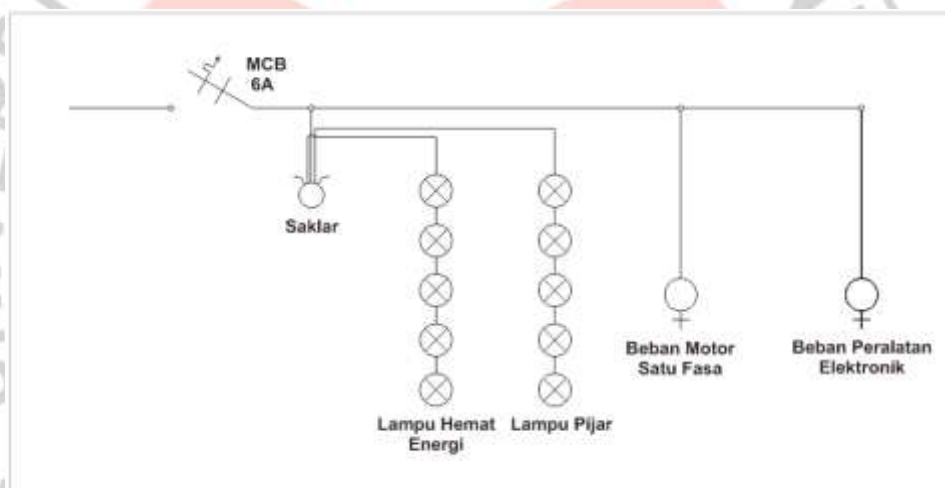 MCB
6A
Saklar
Lampu Hemat
Energi
Lampu Pijar
Beban Motor
Satu Fasa
Beban Peralatan
Elektronik